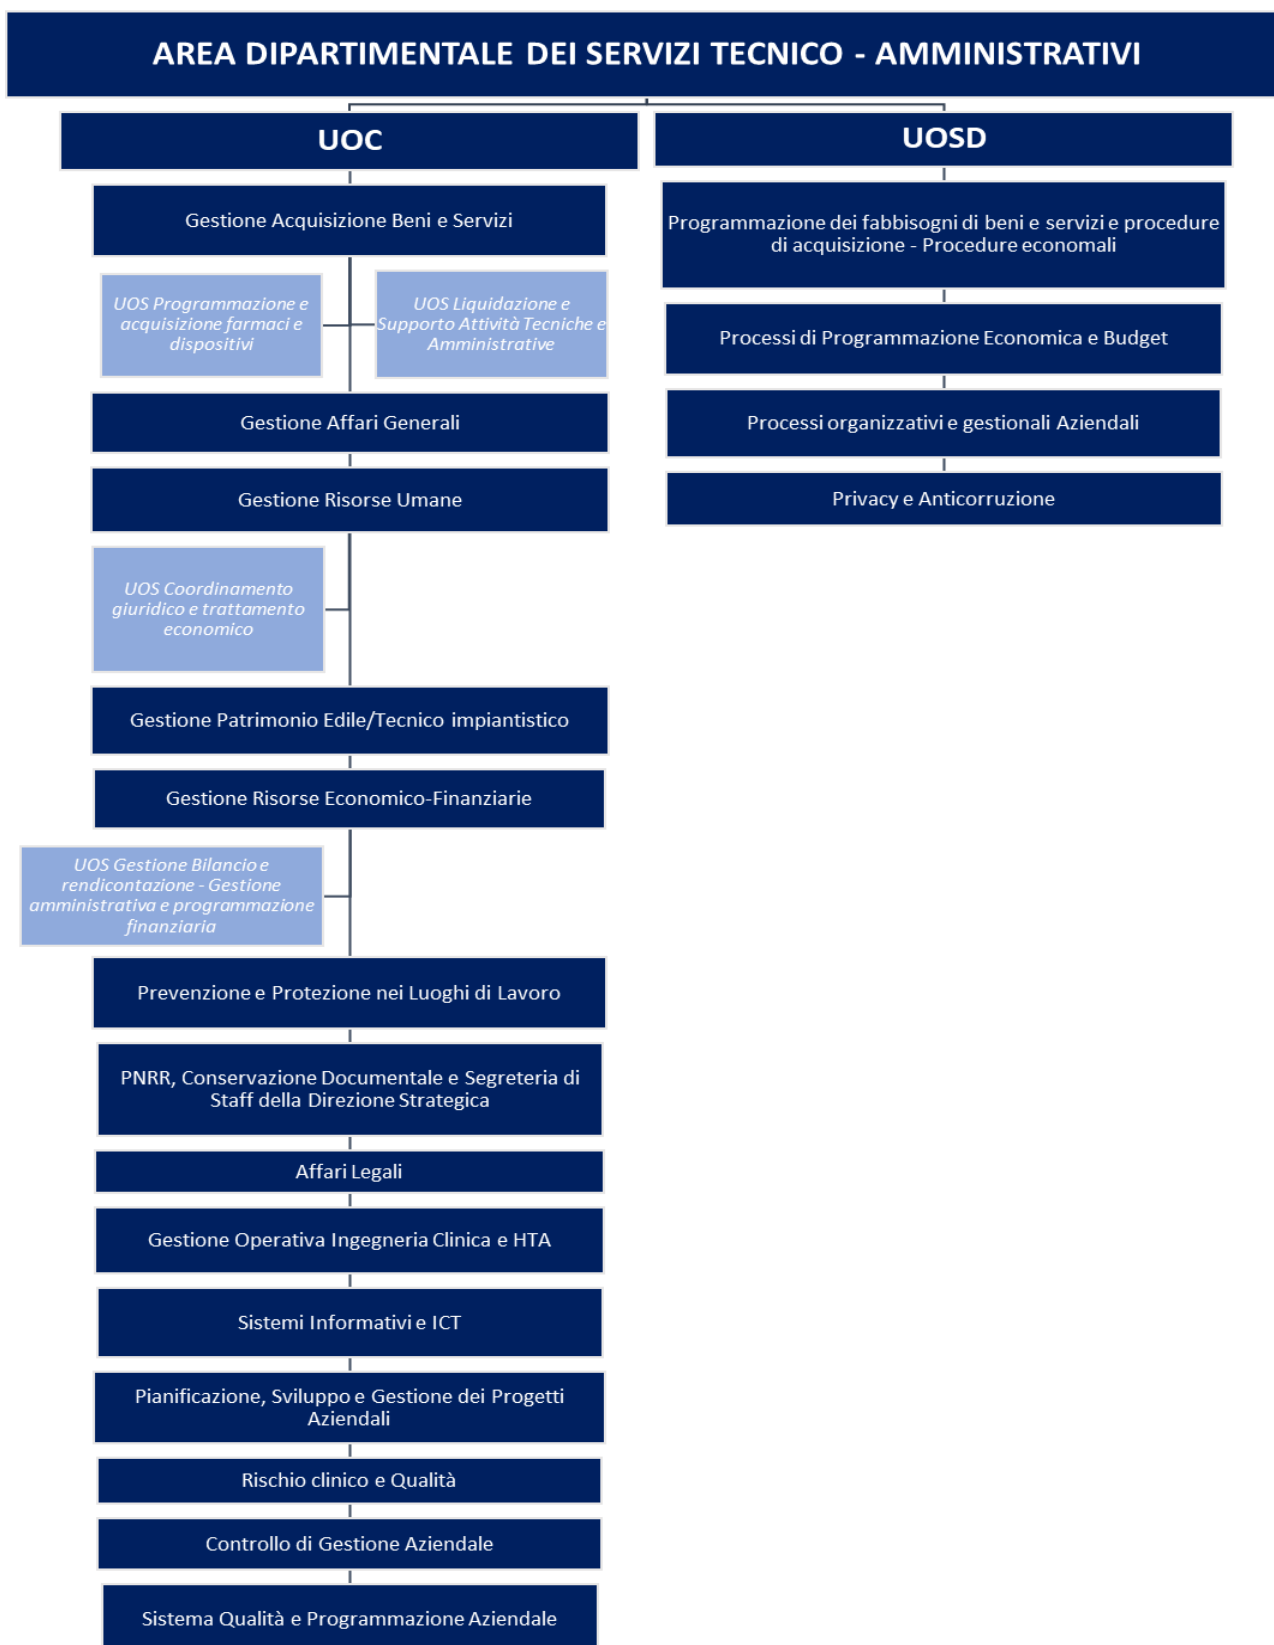 AREA DIPARTIMENTALE DEI SERVIZI TECNICO - AMMINISTRATIVI
UOC
Gestione Acquisizione Beni e Servizi
UOS Programmazione e
acquisizione farmaci e
dispositivi
UOS Liquidazione e
Supporto Attività Tecniche e
Amministrative
Gestione Affari Generali
Gestione Risorse Umane
UOS Coordinamento
giuridico e trattamento
economico
Gestione Patrimonio Edile/Tecnico impiantistico
Gestione Risorse Economico-Finanziarie
UOS Gestione Bilancio e
rendicontazione - Gestione
amministrativa e programmazione
finanziaria
Prevenzione e Protezione nei Luoghi di Lavoro
PNRR, Conservazione Documentale e Segreteria di
Staff della Direzione Strategica
Affari Legali
Gestione Operativa Ingegneria Clinica e HTA
Sistemi Informativi e ICT
Pianificazione, Sviluppo e Gestione dei Progetti
Aziendali
Rischio clinico e Qualità
Controllo di Gestione Aziendale
Sistema Qualità e Programmazione Aziendale
UOSD
Programmazione dei fabbisogni di beni e servizi e procedure
di acquisizione - Procedure economali
Processi di Programmazione Economica e Budget
Processi organizzativi e gestionali Aziendali
Privacy e Anticorruzione